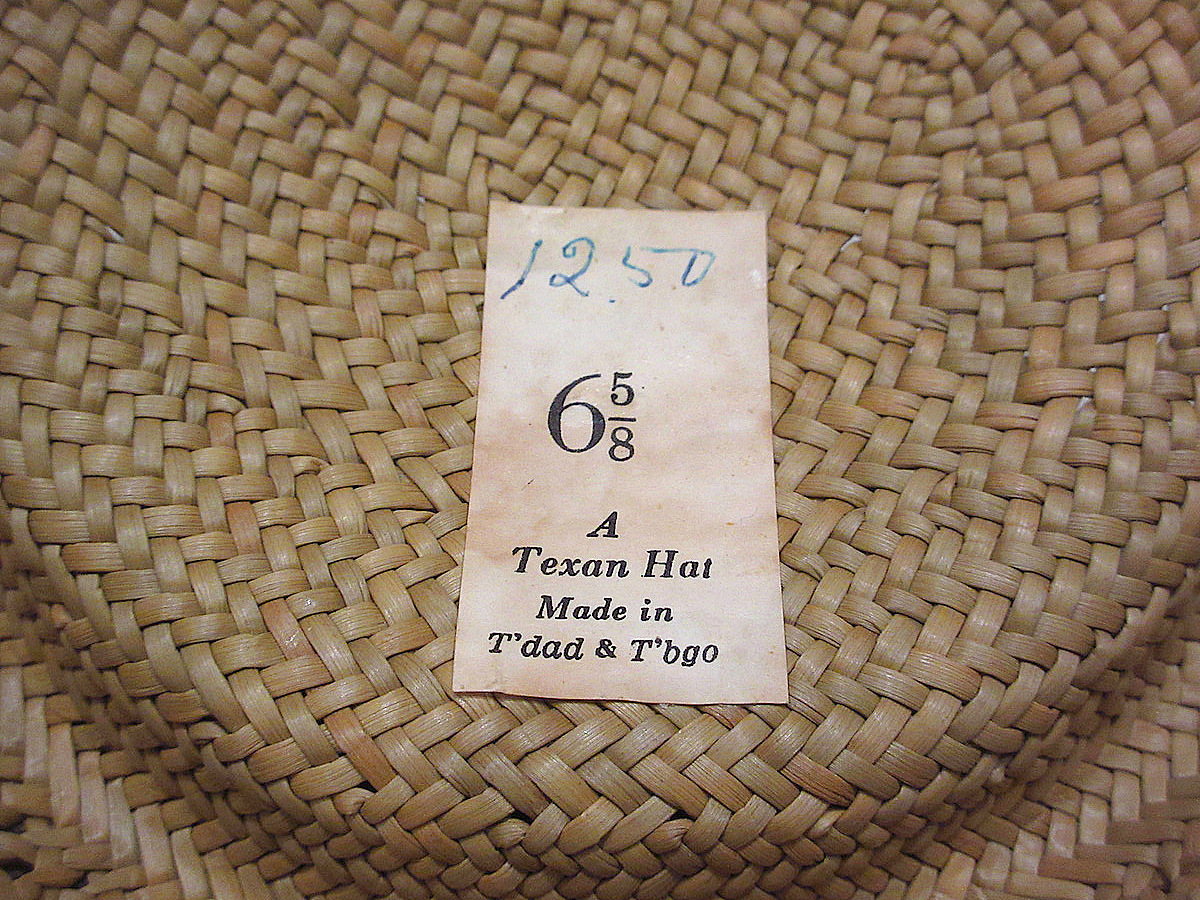 12.50
6 5/8
A
Texan Hat
Made in
T'dad & T'bgo